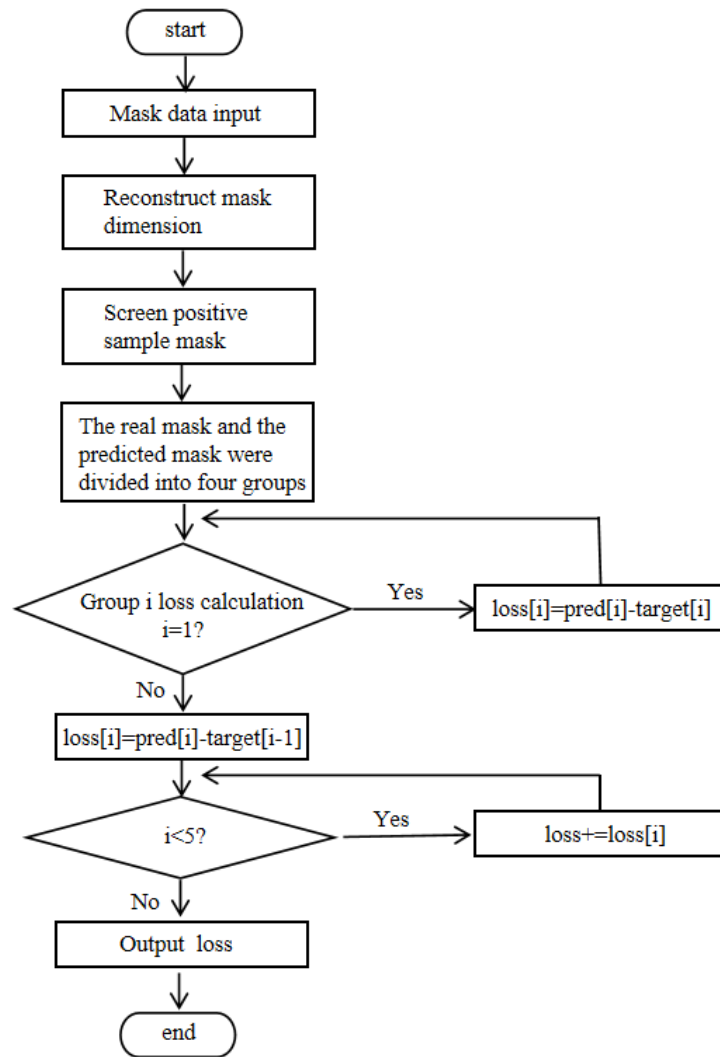 start
Mask data input
Reconstruct mask
dimension
Screen positive
sample mask
The real mask and the
predicted mask were
divided into four groups
Group i loss calculation
i=1?
Yes
loss[i]=pred[i]-target[i]
No
loss[i]=pred[i]-target[i-1]
i<5?
Yes
loss+=loss[i]
No
Output loss
end